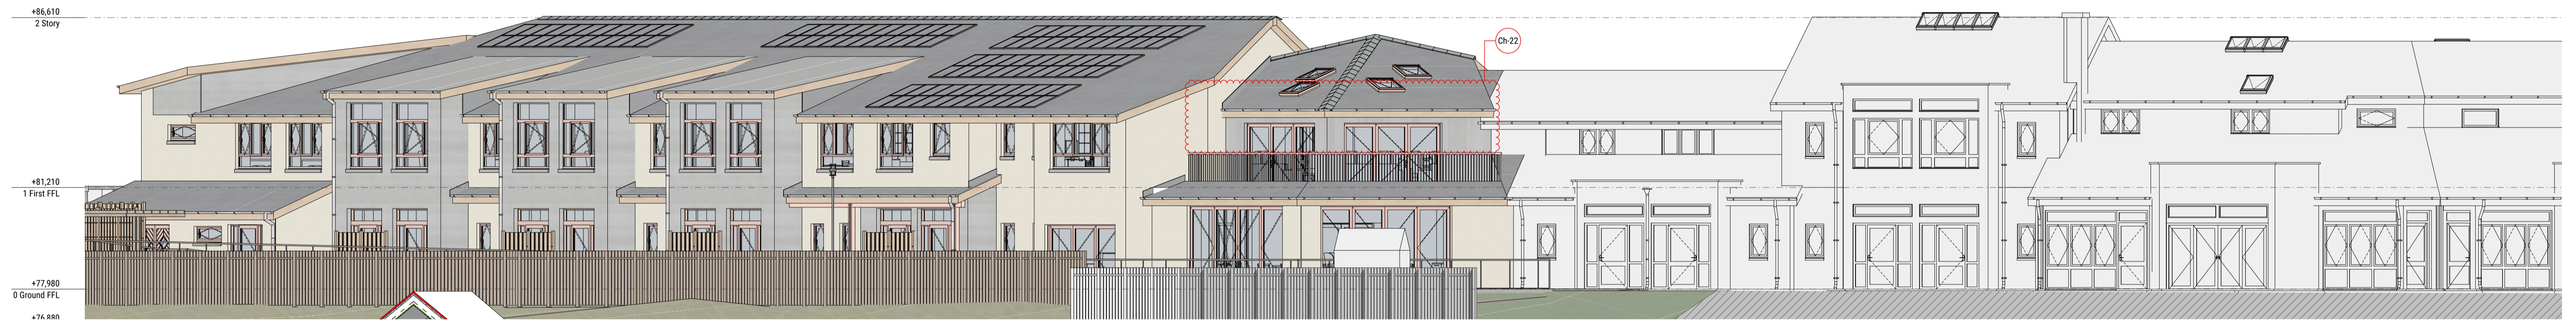 +86,610
2 Story
Ch-22
+81,210
1 First FFL
+77,980
0 Ground FFL
+76,880